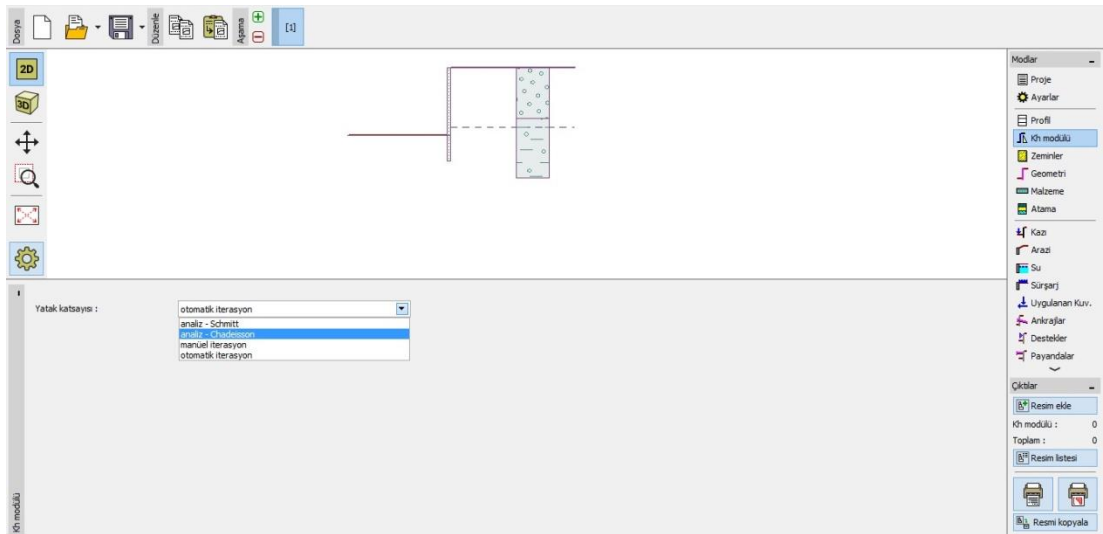 Dosya
Düzenle
Aşama
[1]
2D
3D
Modlar
Proje
Ayarlar
Profil
Kh modülü
Zeminler
Geometri
Malzeme
Atama
Kazı
Arazi
Su
Sürşarj
Uygulanan Kuv.
Ankrajlar
Destekler
Payandalar
Yatak katsayısı :
otomatik iterasyon
analiz - Schmitt
analiz - Chadeisson
manüel iterasyon
otomatik iterasyon
Kh modülü
Çıktılar
Resim ekle
Kh modülü : 0
Toplam : 0
Resim listesi
Resmi kopyala